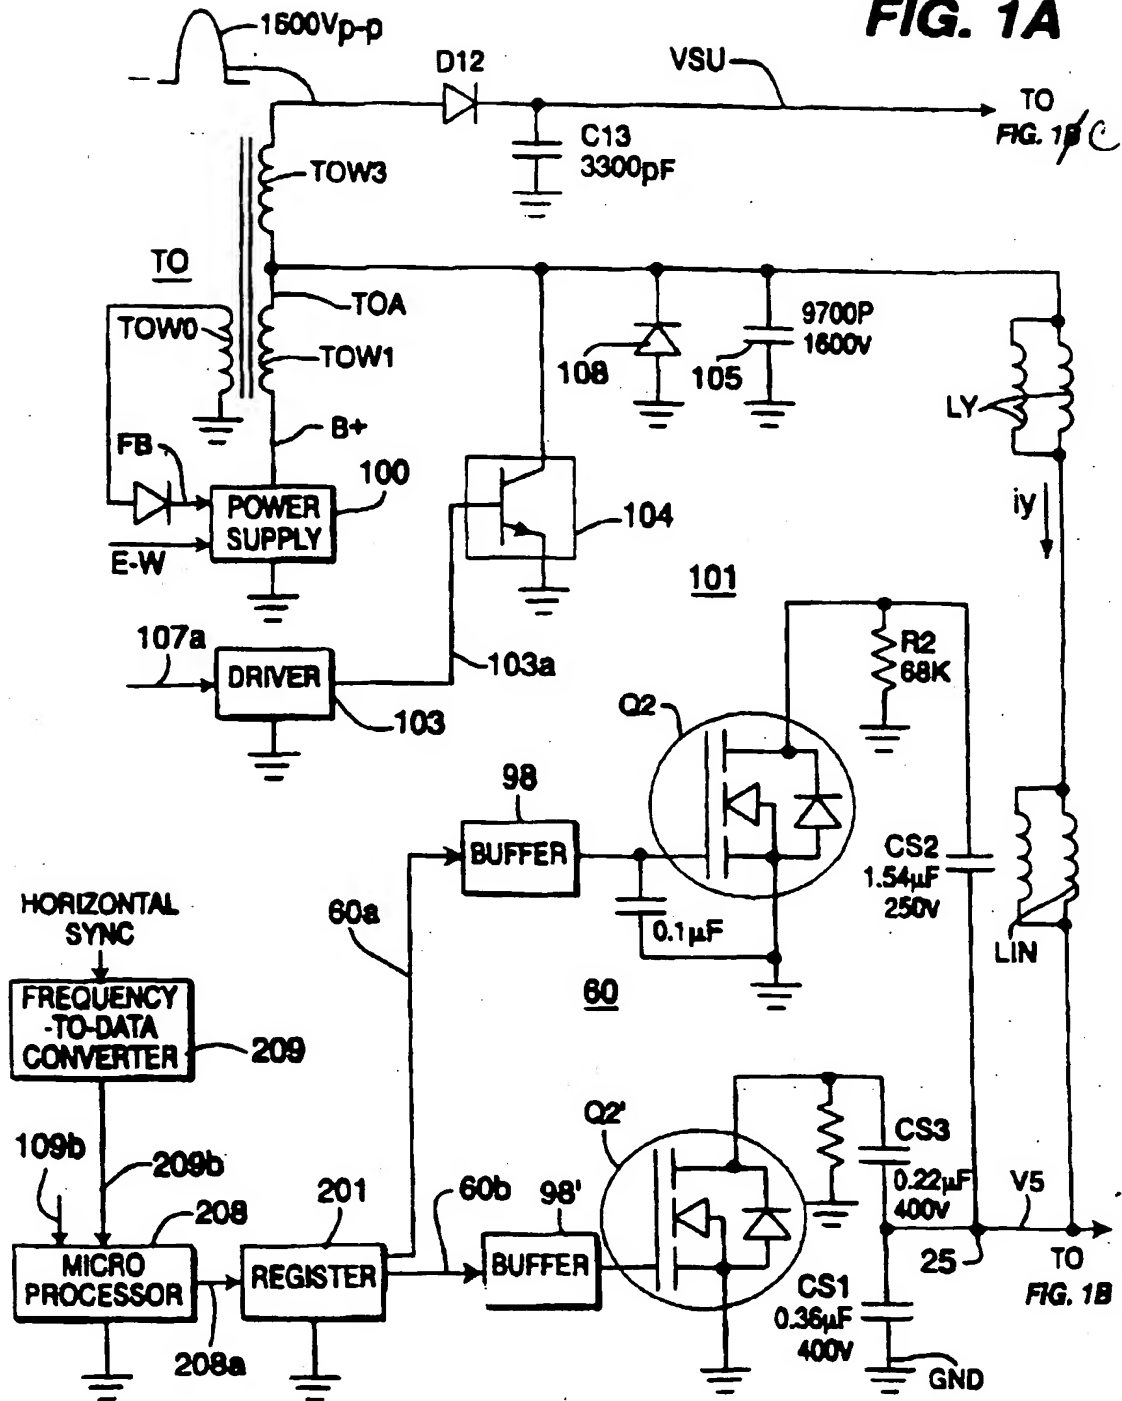 FIG. 1A
1600Vp-p
D12
VSU
TO
FIG. 1B C
C13
3300pF
TOW3
TO
TOA
TOW0
TOW1
9700P
1600V
108
105
LY
B+
FB
100
POWER
SUPPLY
E-W
104
iy
101
107a
DRIVER
103a
103
R2
68K
Q2
98
BUFFER
CS2
1.54µF
250V
0.1µF
LIN
HORIZONTAL
SYNC
60a
60
FREQUENCY
-TO-DATA
CONVERTER
209
Q2'
CS3
0.22µF
400V
109b
209b
208
201
60b
98'
V5
MICRO
PROCESSOR
REGISTER
BUFFER
25
TO
FIG. 1B
CS1
0.36µF
400V
208a
GND